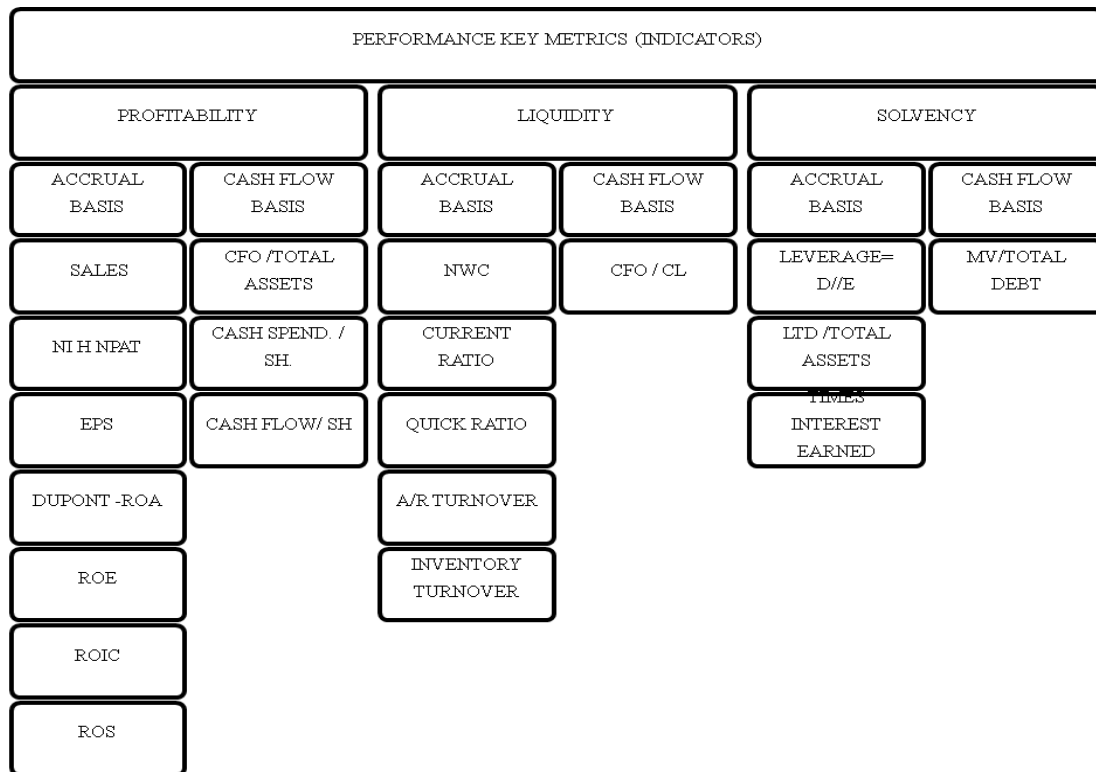 PERFORMANCE KEY METRICS (INDICATORS)
PROFITABILITY
LIQUIDITY
SOLVENCY
ACCRUAL
BASIS
CASH FLOW
BASIS
ACCRUAL
BASIS
CASH FLOW
BASIS
ACCRUAL
BASIS
CASH FLOW
BASIS
SALES
CFO /TOTAL
ASSETS
NWC
CFO / CL
LEVERAGE=
D//E
MV/TOTAL
DEBT
NI H NPAT
CASH SPEND. /
SH.
CURRENT
RATIO
LTD /TOTAL
ASSETS
EPS
CASH FLOW/ SH
QUICK RATIO
TIMES
INTEREST
EARNED
DUPONT -ROA
A/R TURNOVER
ROE
INVENTORY
TURNOVER
ROIC
ROS